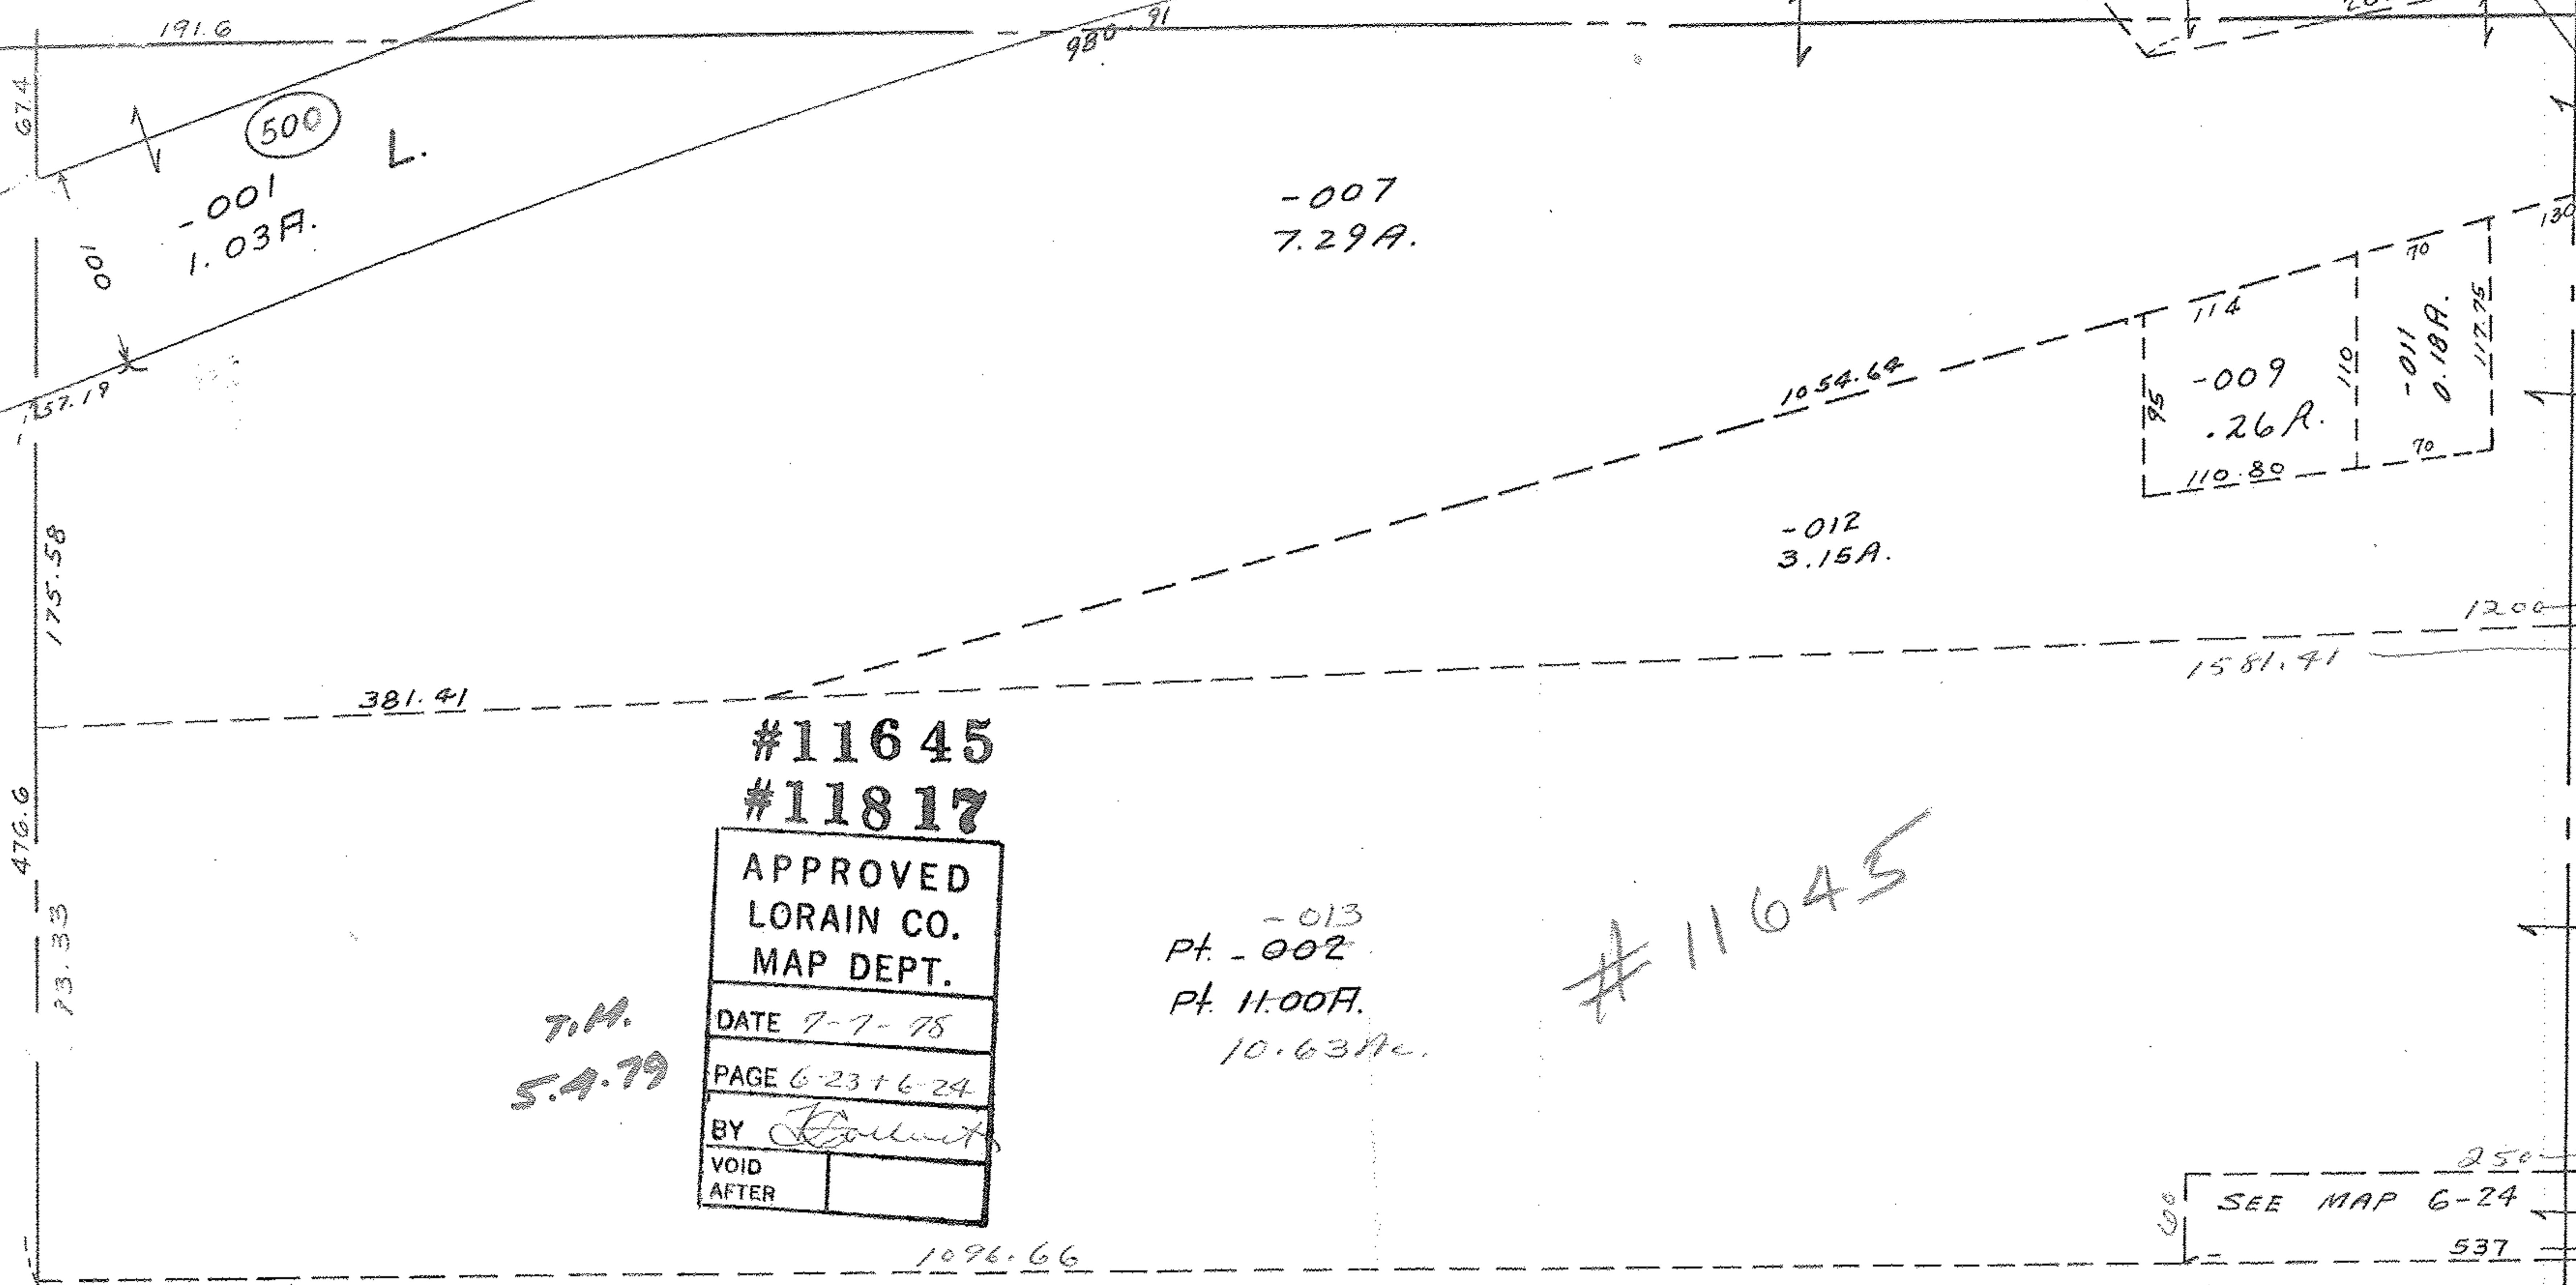 191.6
91
980.
67.4
500
L.
-001
1.03A.
100
-007
7.29A.
130
70
114
117.75
-011
0.18A.
110
-009
.26A.
95
70
110.80
1054.64
157.19
-012
3.15A.
175.58
1200
1581.41
381.41
#11645
#11817
476.6
APPROVED
LORAIN CO.
MAP DEPT.
DATE 7-7-78
PAGE 6-23+6-24
BY
VOID
AFTER
#11645
-013
Pt. -002
Pt. 11.00A.
10.63Ac.
T.M.
5.4.79
250
SEE MAP 6-24
60
537
1096.66